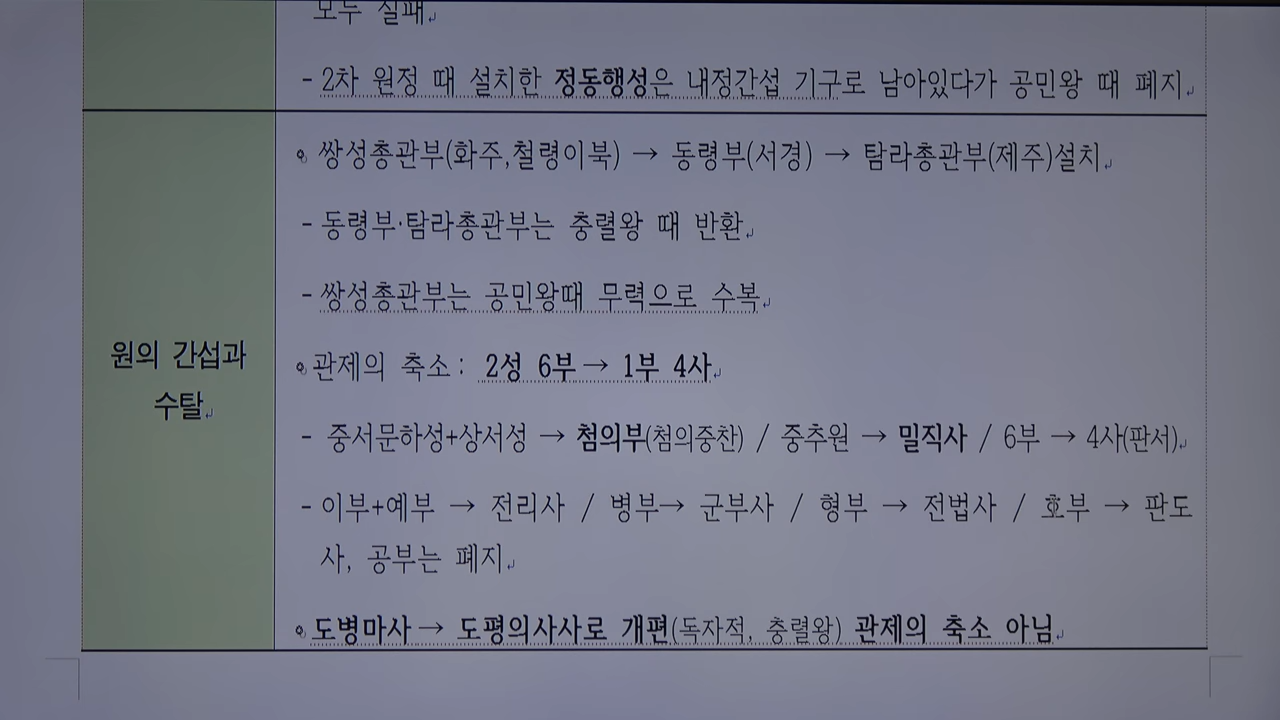 모두 실패
- 2차 원정 때 설치한 정동행성은 내정간섭 기구로 남아있다가 공민왕 때 폐지
원의 간섭과
수탈
쌍성총관부(화주,철령이북) → 동령부(서경) → 탐라총관부(제주)설치
- 동령부·탐라총관부는 충렬왕 때 반환
- 쌍성총관부는 공민왕때 무력으로 수복
관제의 축소: 2성 6부→ 1부 4사
- 중서문하성+상서성 → 첨의부(첨의중찬) / 중추원 → 밀직사 / 6부 → 4사(판서)
- 이부+예부 → 전리사 / 병부→ 군부사 / 형부 → 전법사 / 호부 → 판도
사, 공부는 폐지
도병마사→ 도평의사사로 개편(독자적, 충렬왕) 관제의 축소 아님